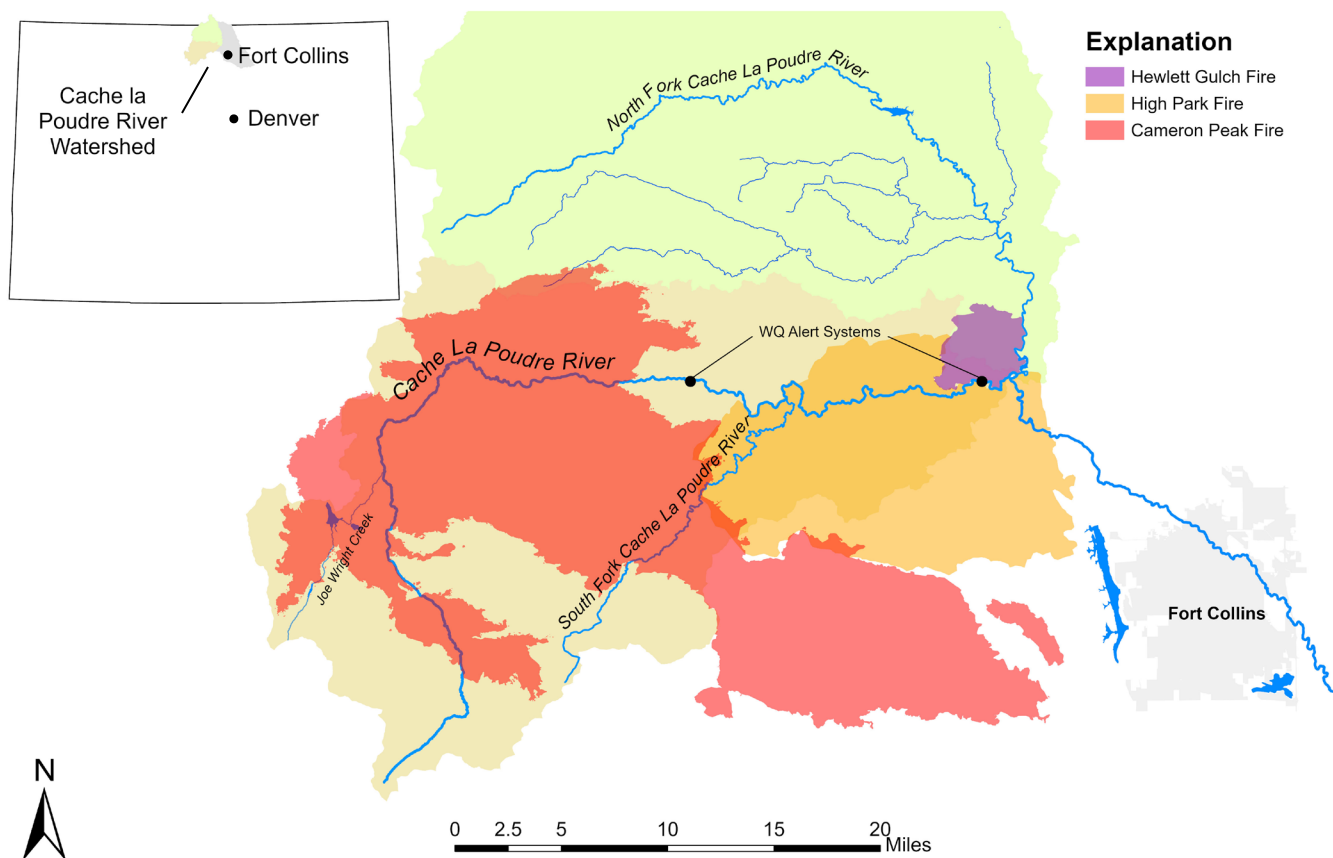 Fort Collins
Denver
Cache la
Poudre River
Watershed
North Fork Cache La Poudre River
Explanation
Hewlett Gulch Fire
High Park Fire
Cameron Peak Fire
WQ Alert Systems
Cache La Poudre River
South Fork Cache La Poudre River
Joe Wright Creek
Fort Collins
N
0 2.5 5 10 15 20
Miles